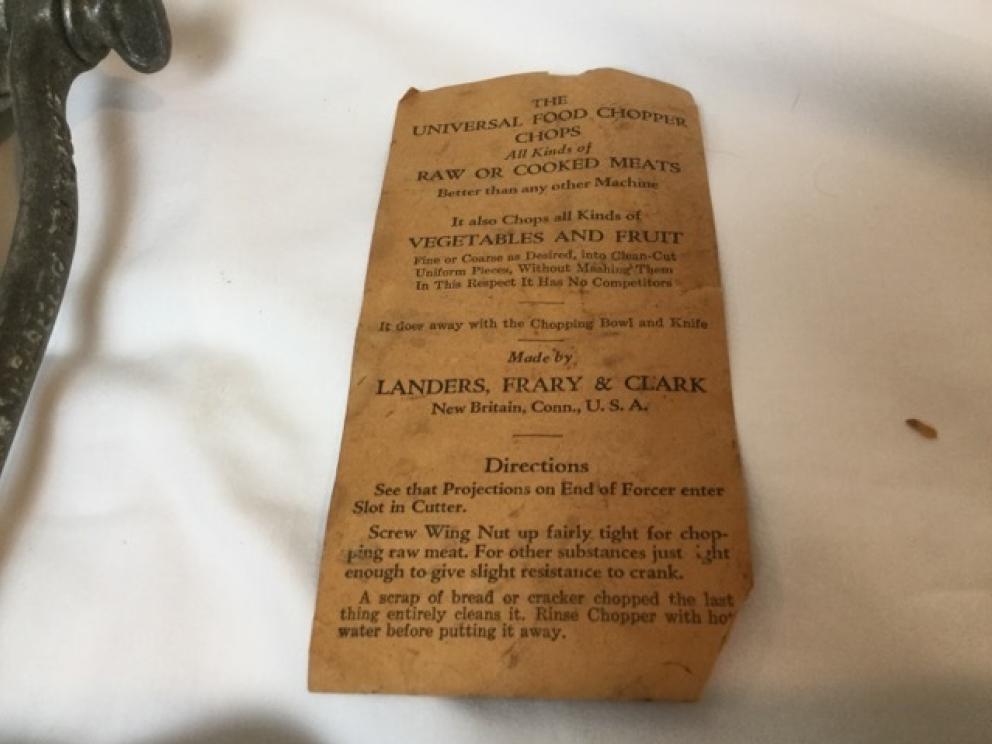 THE
UNIVERSAL FOOD CHOPPER
CHOPS
All Kinds of
RAW OR COOKED MEATS
Better than any other Machine
It also Chops all Kinds of
VEGETABLES AND FRUIT
Fine or Coarse as Desired, into Clean-Cut
Uniform Pieces, Without Mashing Them
In This Respect It Has No Competitors
It does away with the Chopping Bowl and Knife
Made by
LANDERS, FRARY & CLARK
New Britain, Conn., U. S. A.
Directions
See that Projections on End of Forcer enter
Slot in Cutter.
Screw Wing Nut up fairly tight for chop-
ping raw meat. For other substances just
enough to give slight resistance to crank.
A scrap of bread or cracker chopped the last
thing entirely cleans it. Rinse Chopper with hot
water before putting it away.